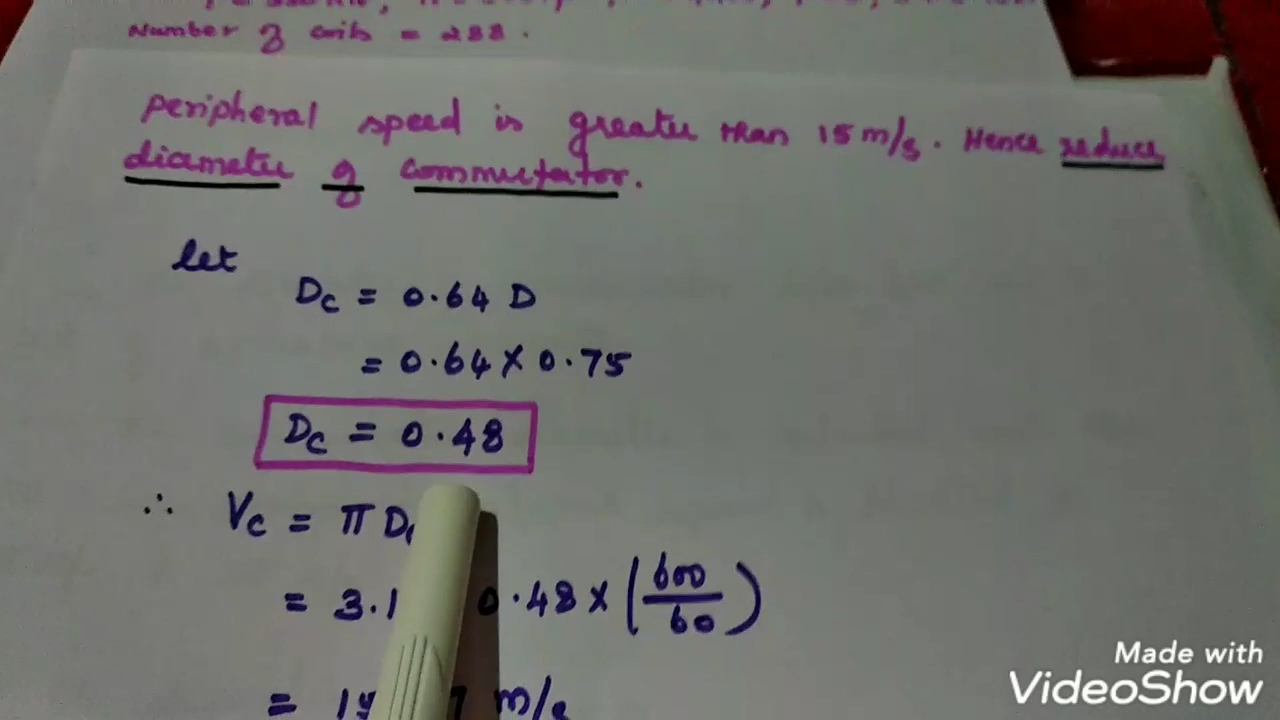 Number of coils = 288.
Peripheral speed is greater than 15 m/s. Hence reduce
diameter of commutator.
let
Dc = 0.64 D
= 0.64 × 0.75
Dc = 0.48
∴ Vc = π D
= 3.1 0.48 × (600/60)
= m/s
Made with
VideoShow